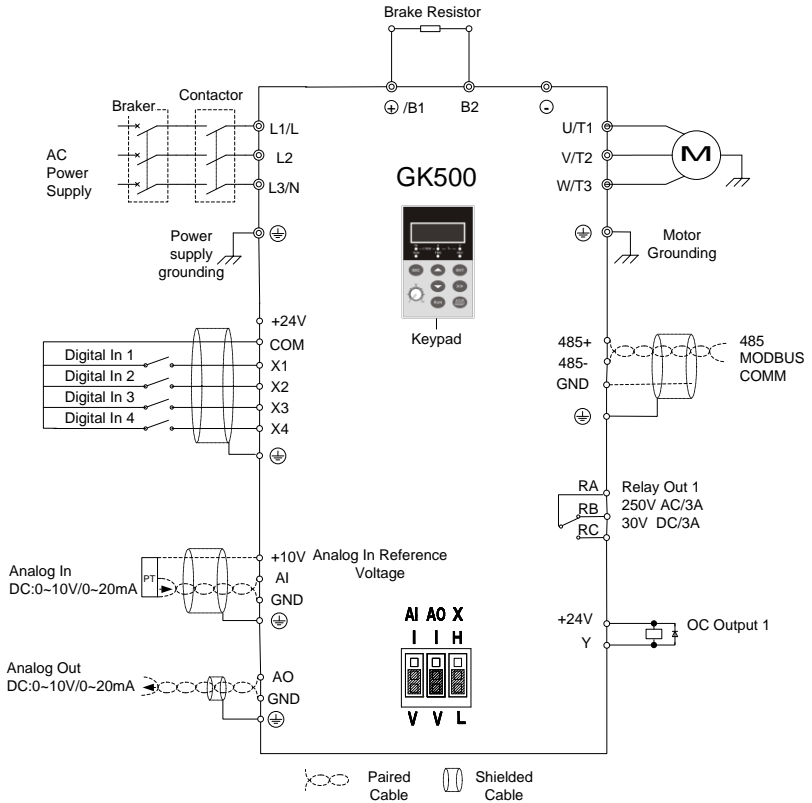 Brake Resistor
Braker
Contactor
/B1
B2
L1/L
L2
L3/N
AC
Power
Supply
U/T1
V/T2
W/T3
M
GK500
Power
supply
grounding
Motor
Grounding
Keypad
+24V
COM
X1
X2
X3
X4
Digital In 1
Digital In 2
Digital In 3
Digital In 4
485+
485-
GND
485
MODBUS
COMM
RA
RB
RC
Relay Out 1
250V AC/3A
30V DC/3A
Analog In
DC:0~10V/0~20mA
PT
+10V
AI
GND
Analog In Reference
Voltage
AI AO X
I I H
V V L
+24V
Y
OC Output 1
Analog Out
DC:0~10V/0~20mA
AO
GND
Paired
Cable
Shielded
Cable